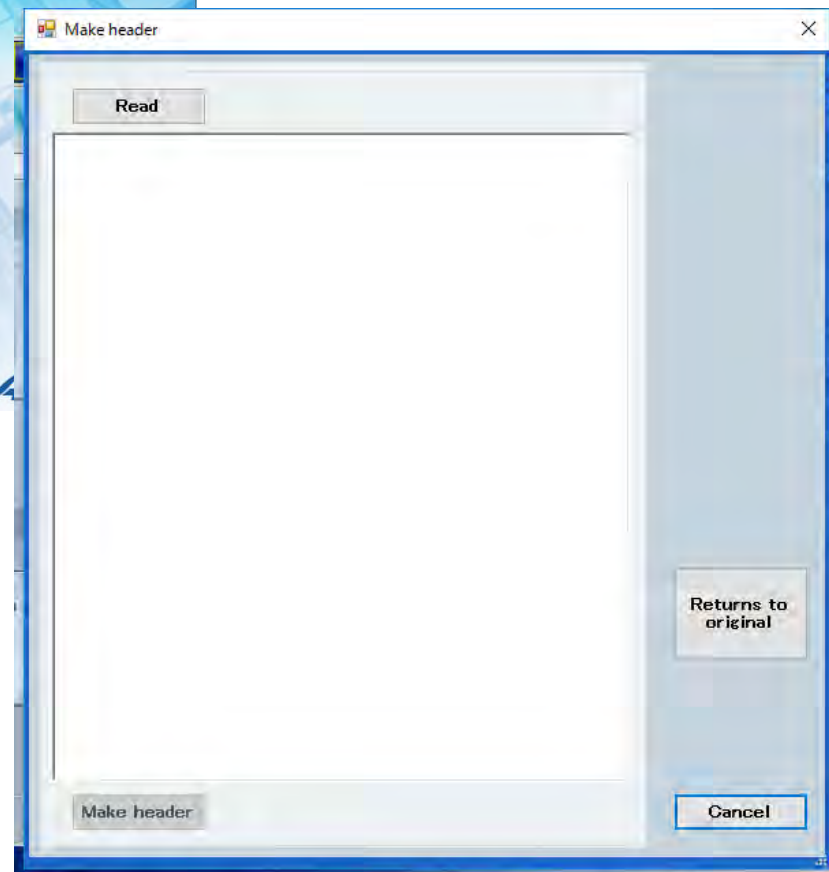 Make header
Read
Returns to
original
Make header
Cancel